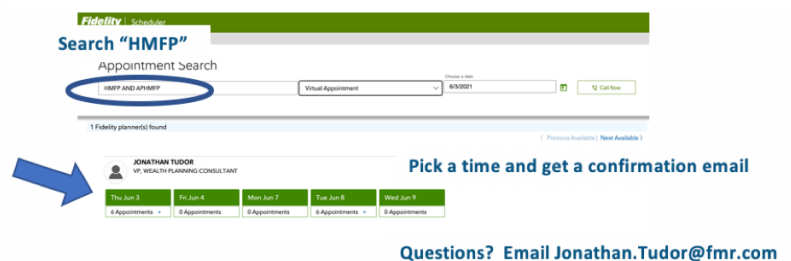 Fidelity Scheduler
Search “HMFP”
Appointment Search
Choose a date
HMFP AND APHMFP Virtual Appointment 6/3/2021 Call Now
1 Fidelity planner(s) found
< Previous Available | Next Available >
JONATHAN TUDOR
VP, WEALTH PLANNING CONSULTANT
Pick a time and get a confirmation email
Thu Jun 3 Fri Jun 4 Mon Jun 7 Tue Jun 8 Wed Jun 9
6 Appointments + 0 Appointments 0 Appointments 6 Appointments + 0 Appointments
Questions? Email Jonathan.Tudor@fmr.com